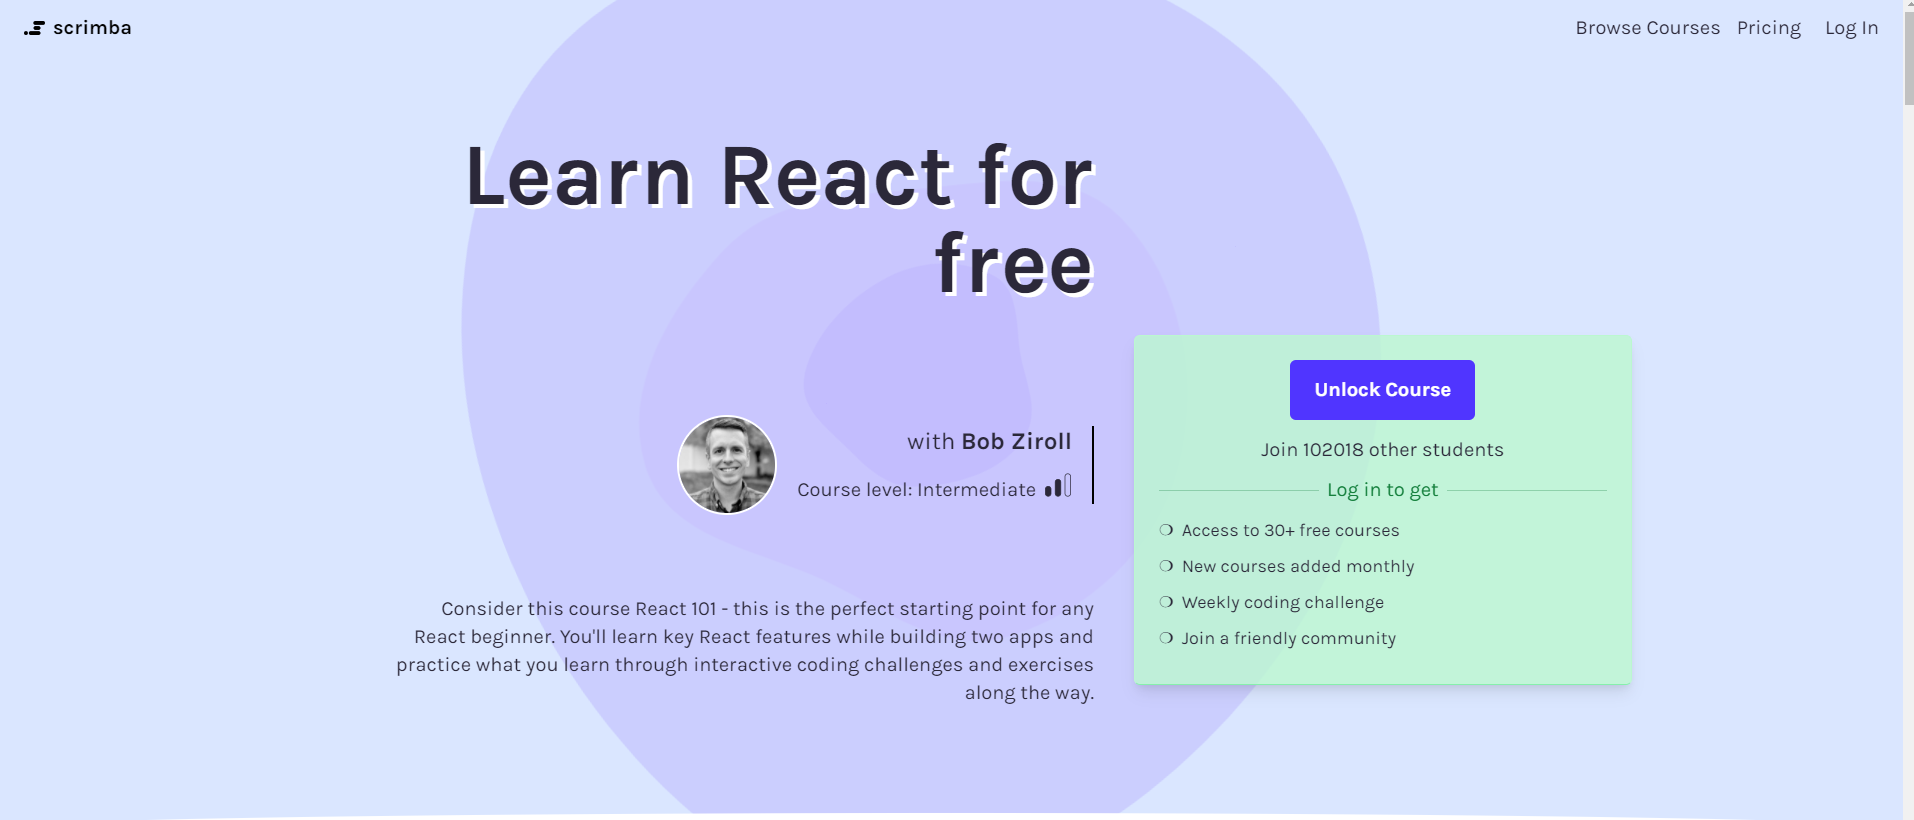 scrimba
Browse Courses Pricing Log In
Learn React for
free
with Bob Ziroll
Course level: Intermediate
Consider this course React 101 - this is the perfect starting point for any
React beginner. You'll learn key React features while building two apps and
practice what you learn through interactive coding challenges and exercises
along the way.
Unlock Course
Join 102018 other students
Log in to get
Access to 30+ free courses
New courses added monthly
Weekly coding challenge
Join a friendly community